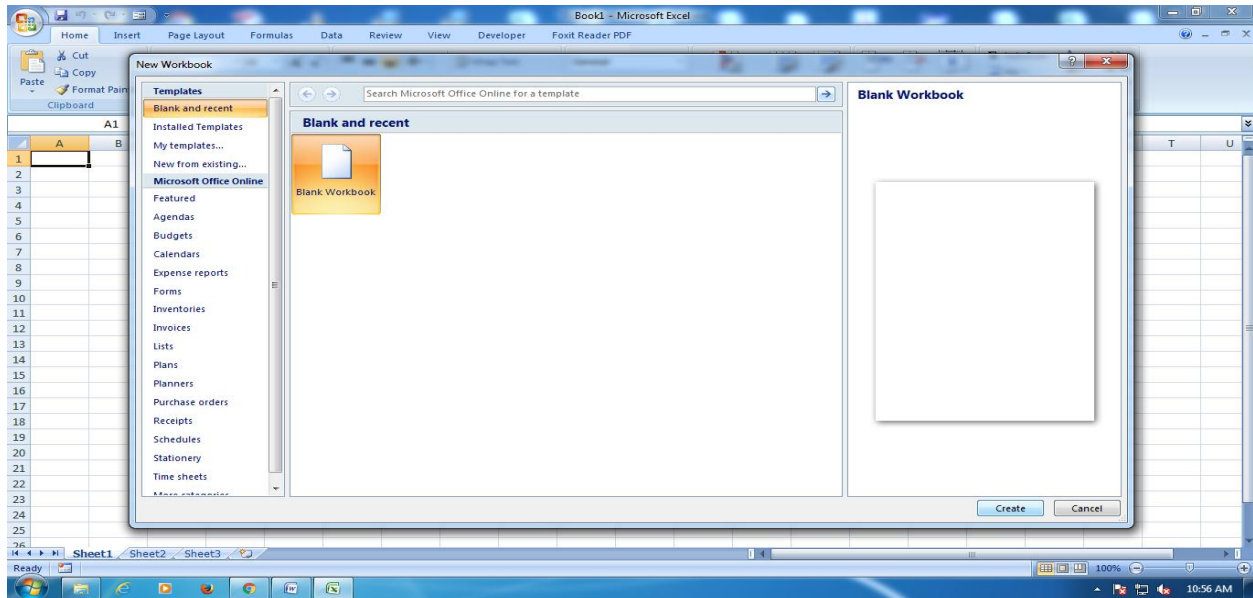 Book1 - Microsoft Excel
Home Insert Page Layout Formulas Data Review View Developer Foxit Reader PDF
Cut
Copy
Paste
Format Pain
Clipboard
New Workbook
Templates
Blank and recent
Installed Templates
My templates...
New from existing...
Microsoft Office Online
Featured
Agendas
Budgets
Calendars
Expense reports
Forms
Inventories
Invoices
Lists
Plans
Planners
Purchase orders
Receipts
Schedules
Stationery
Time sheets
More categories
Search Microsoft Office Online for a template
Blank and recent
Blank Workbook
Blank Workbook
Create Cancel
A1
A B T U
1
2
3
4
5
6
7
8
9
10
11
12
13
14
15
16
17
18
19
20
21
22
23
24
25
26
Sheet1 Sheet2 Sheet3
Ready 100%
10:56 AM